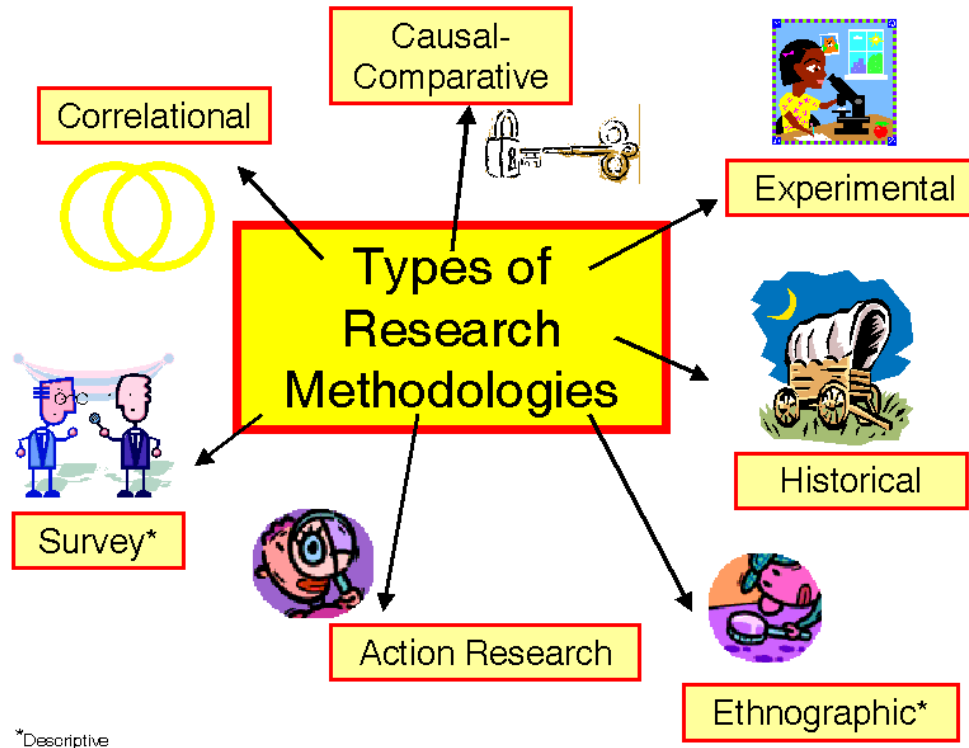 Causal-
Comparative
Correlational
Experimental
Types of
Research
Methodologies
Historical
Survey*
Action Research
Ethnographic*
*Descriptive